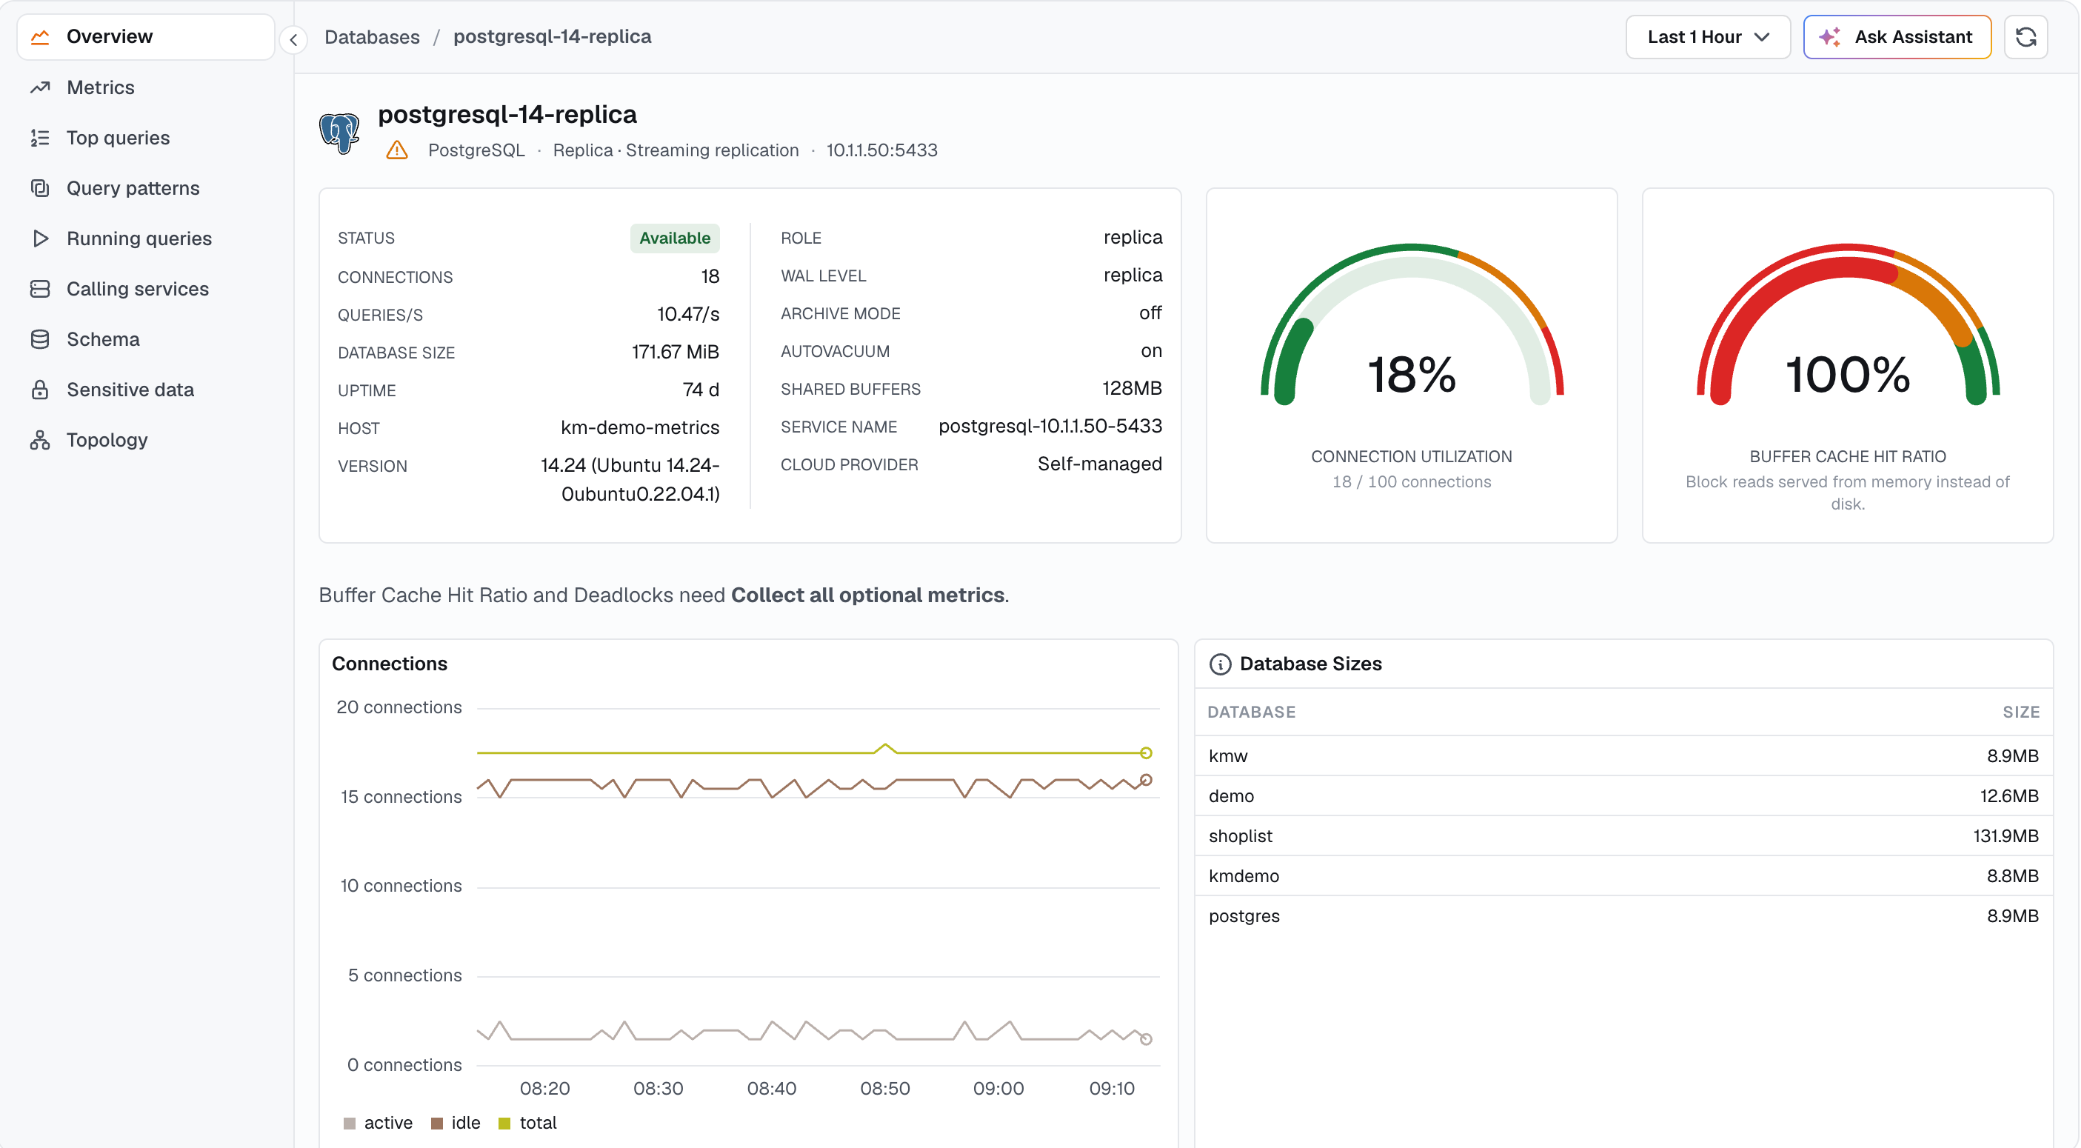 Overview
Metrics
Top queries
Query patterns
Running queries
Calling services
Schema
Sensitive data
Topology
Databases / postgresql-14-replica
Last 1 Hour
Ask Assistant
postgresql-14-replica
PostgreSQL · Replica · Streaming replication · 10.1.1.50:5433
STATUS Available
CONNECTIONS 18
QUERIES/S 10.47/s
DATABASE SIZE 171.67 MiB
UPTIME 74 d
HOST km-demo-metrics
VERSION 14.24 (Ubuntu 14.24-
0ubuntu0.22.04.1)
ROLE replica
WAL LEVEL replica
ARCHIVE MODE off
AUTOVACUUM on
SHARED BUFFERS 128MB
SERVICE NAME postgresql-10.1.1.50-5433
CLOUD PROVIDER Self-managed
18%
CONNECTION UTILIZATION
18 / 100 connections
100%
BUFFER CACHE HIT RATIO
Block reads served from memory instead of
disk.
Buffer Cache Hit Ratio and Deadlocks need Collect all optional metrics.
Connections
20 connections
15 connections
10 connections
5 connections
0 connections
08:20 08:30 08:40 08:50 09:00 09:10
active idle total
Database Sizes
DATABASE SIZE
kmw 8.9MB
demo 12.6MB
shoplist 131.9MB
kmdemo 8.8MB
postgres 8.9MB